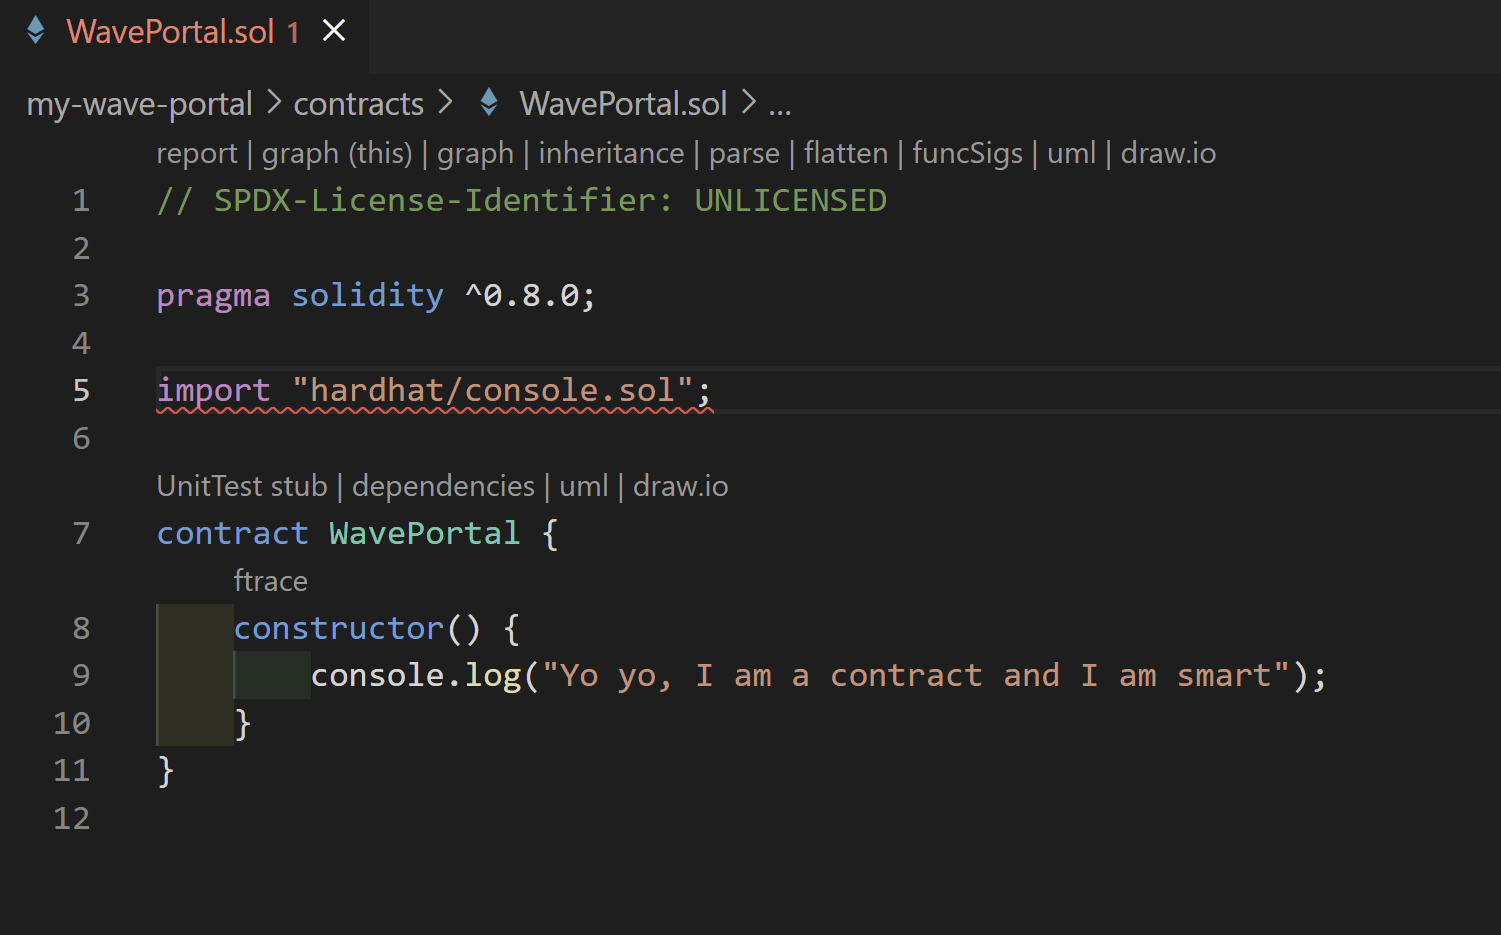 WavePortal.sol 1
my-wave-portal > contracts > WavePortal.sol > ...
report | graph (this) | graph | inheritance | parse | flatten | funcSigs | uml | draw.io
1 // SPDX-License-Identifier: UNLICENSED
2
3 pragma solidity ^0.8.0;
4
5 import "hardhat/console.sol";
6
UnitTest stub | dependencies | uml | draw.io
7 contract WavePortal {
ftrace
8 constructor() {
9 console.log("Yo yo, I am a contract and I am smart");
10 }
11 }
12